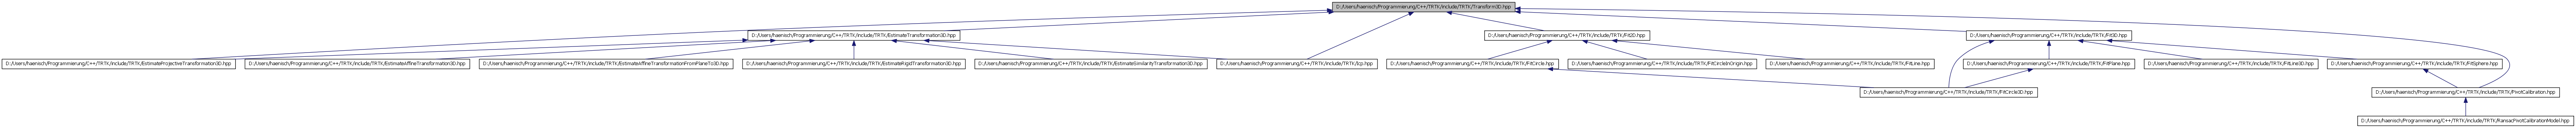 D:/Users/haenisch/Programmierung/C++/TRTK/include/TRTK/Transform3D.hpp
D:/Users/haenisch/Programmierung/C++/TRTK/include/TRTK/EstimateTransformation3D.hpp
D:/Users/haenisch/Programmierung/C++/TRTK/include/TRTK/Fit2D.hpp
D:/Users/haenisch/Programmierung/C++/TRTK/include/TRTK/Fit3D.hpp
D:/Users/haenisch/Programmierung/C++/TRTK/include/TRTK/EstimateProjectiveTransformation3D.hpp
D:/Users/haenisch/Programmierung/C++/TRTK/include/TRTK/EstimateAffineTransformation3D.hpp
D:/Users/haenisch/Programmierung/C++/TRTK/include/TRTK/EstimateAffineTransformationFromPlaneTo3D.hpp
D:/Users/haenisch/Programmierung/C++/TRTK/include/TRTK/EstimateRigidTransformation3D.hpp
D:/Users/haenisch/Programmierung/C++/TRTK/include/TRTK/EstimateSimilarityTransformation3D.hpp
D:/Users/haenisch/Programmierung/C++/TRTK/include/TRTK/Icp.hpp
D:/Users/haenisch/Programmierung/C++/TRTK/include/TRTK/FitCircle.hpp
D:/Users/haenisch/Programmierung/C++/TRTK/include/TRTK/FitCircleInOrigin.hpp
D:/Users/haenisch/Programmierung/C++/TRTK/include/TRTK/FitLine.hpp
D:/Users/haenisch/Programmierung/C++/TRTK/include/TRTK/FitPlane.hpp
D:/Users/haenisch/Programmierung/C++/TRTK/include/TRTK/FitLine3D.hpp
D:/Users/haenisch/Programmierung/C++/TRTK/include/TRTK/FitSphere.hpp
D:/Users/haenisch/Programmierung/C++/TRTK/include/TRTK/FitCircle3D.hpp
D:/Users/haenisch/Programmierung/C++/TRTK/include/TRTK/PivotCalibration.hpp
D:/Users/haenisch/Programmierung/C++/TRTK/include/TRTK/RansacPivotCalibrationModel.hpp